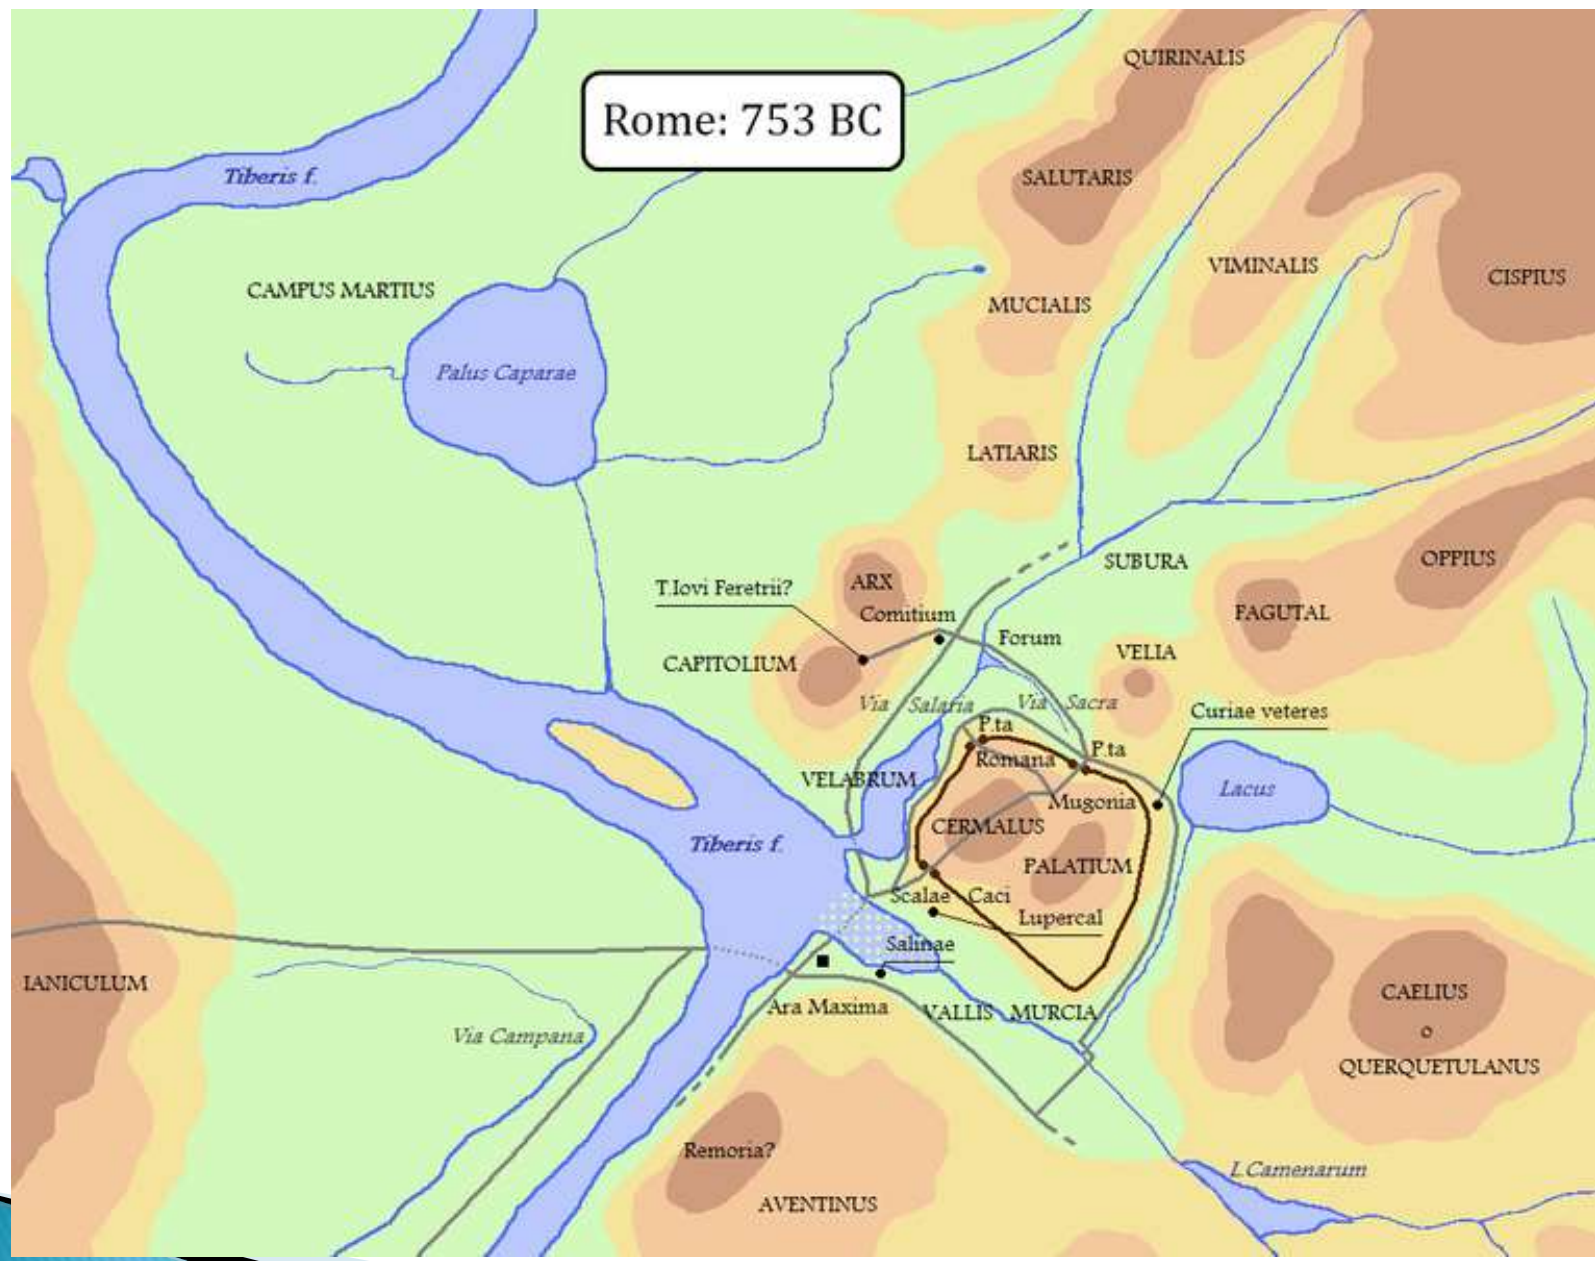 QUIRINALIS
Rome: 753 BC
Tiberis f.
SALUTARIS
VIMINALIS
CISPIUS
CAMPUS MARTIUS
MUCIALIS
Palus Caparae
LATIARIS
SUBURA
OPPIUS
ARX
T.Iovi Feretrii?
Comitium
FAGUTAL
Forum
CAPITOLIUM
VELIA
Via Salaria
Via Sacra
Curiae veteres
P.ta
Romana
P.ta
Mugonia
VELABRUM
Lacus
CERMALUS
Tiberis f.
PALATIUM
Scalae Caci
Lupercal
Salinae
IANICULUM
CAELIUS
o
QUERQUETULANUS
Ara Maxima
VALLIS MURCIA
Via Campana
Remoria?
L.Camenarum
AVENTINUS